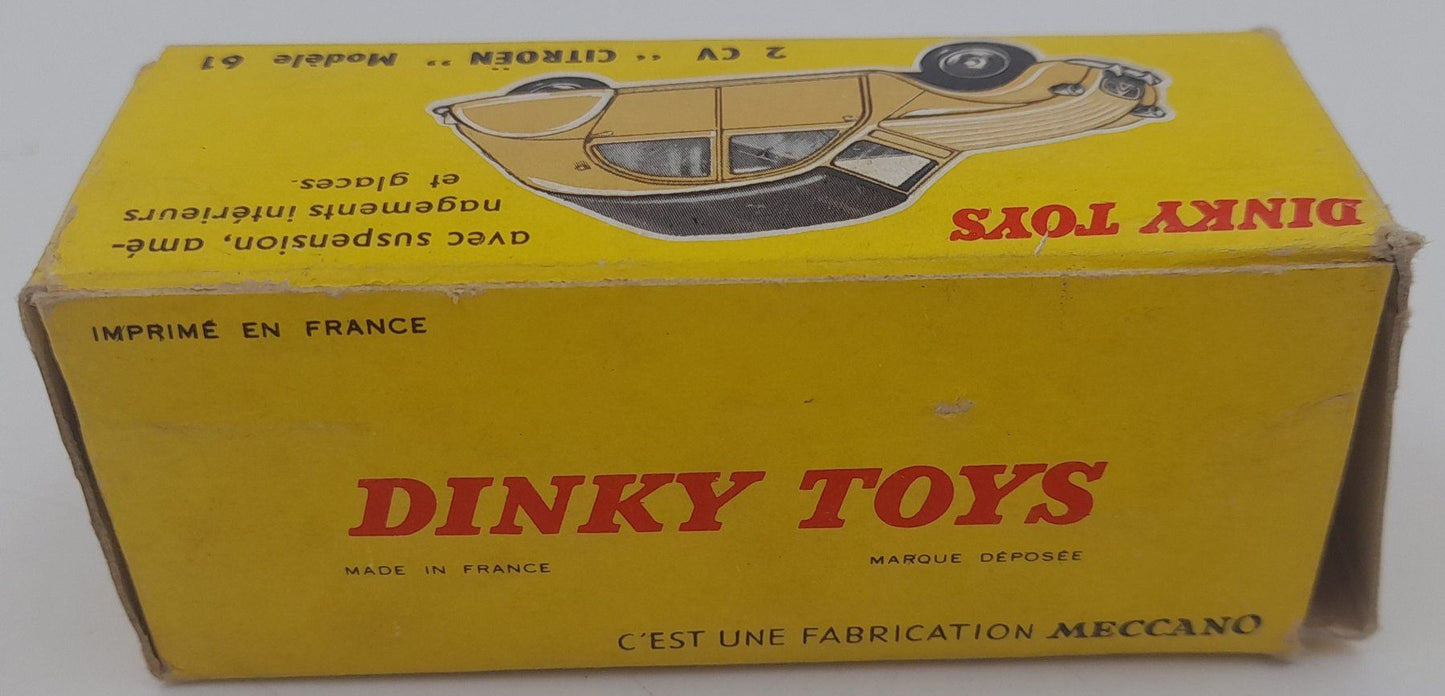 DINKY TOYS
avec suspension, amé-
nagements intérieurs
et glaces.
2 CV “ CITROËN ” Modèle 61
IMPRIMÉ EN FRANCE
DINKY TOYS
MADE IN FRANCE MARQUE DÉPOSÉE
C'EST UNE FABRICATION MECCANO